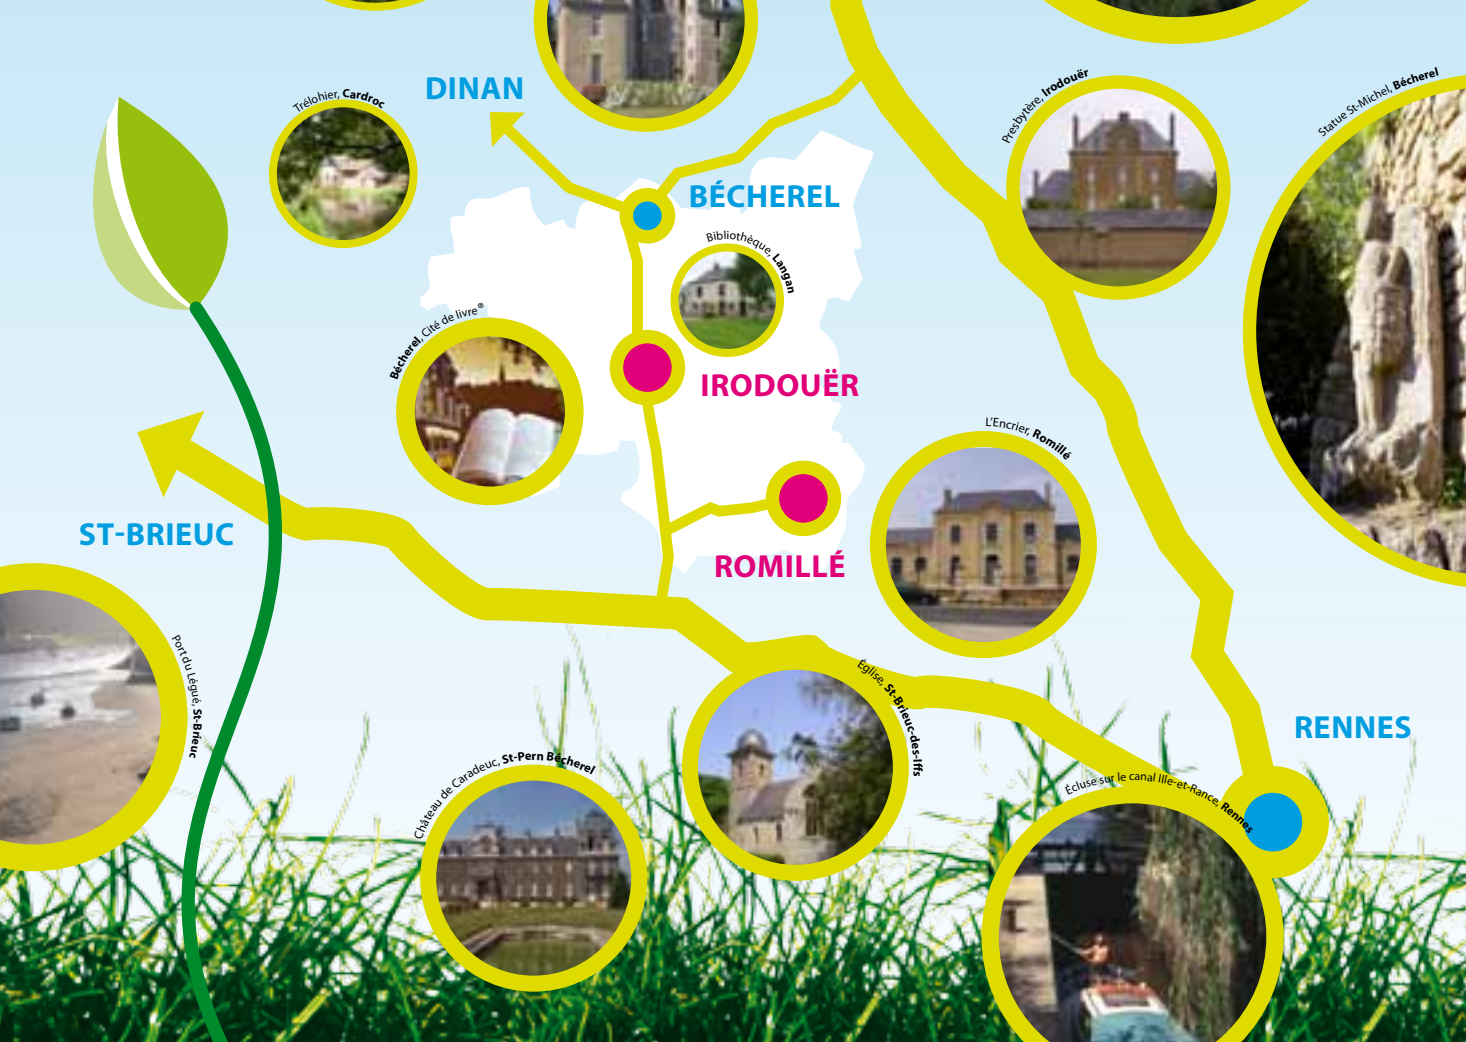 DINAN
Trélohier, Cardroc
Presbytère, Irodouër
Statue St-Michel, Bécherel
BÉCHEREL
Bibliothèque, Langan
Bécherel, Cité de livre®
IRODOUËR
L'Encrier, Romillé
ST-BRIEUC
ROMILLÉ
Port du Légué, St-Brieuc
Église, St-Brieuc-des-Iffs
RENNES
Château de Caradeuc, St-Pern Bécherel
Écluse sur le canal Ille-et-Rance, Rennes